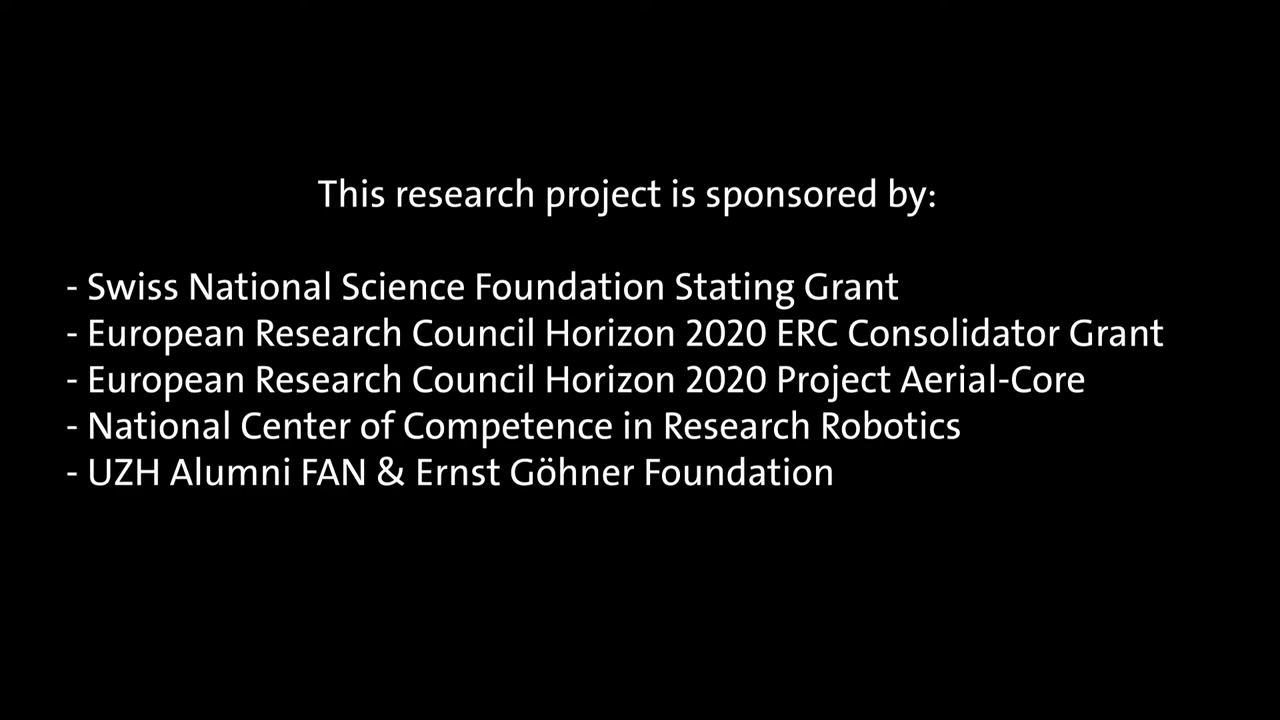 This research project is sponsored by:
- Swiss National Science Foundation Stating Grant
- European Research Council Horizon 2020 ERC Consolidator Grant
- European Research Council Horizon 2020 Project Aerial-Core
- National Center of Competence in Research Robotics
- UZH Alumni FAN & Ernst Göhner Foundation